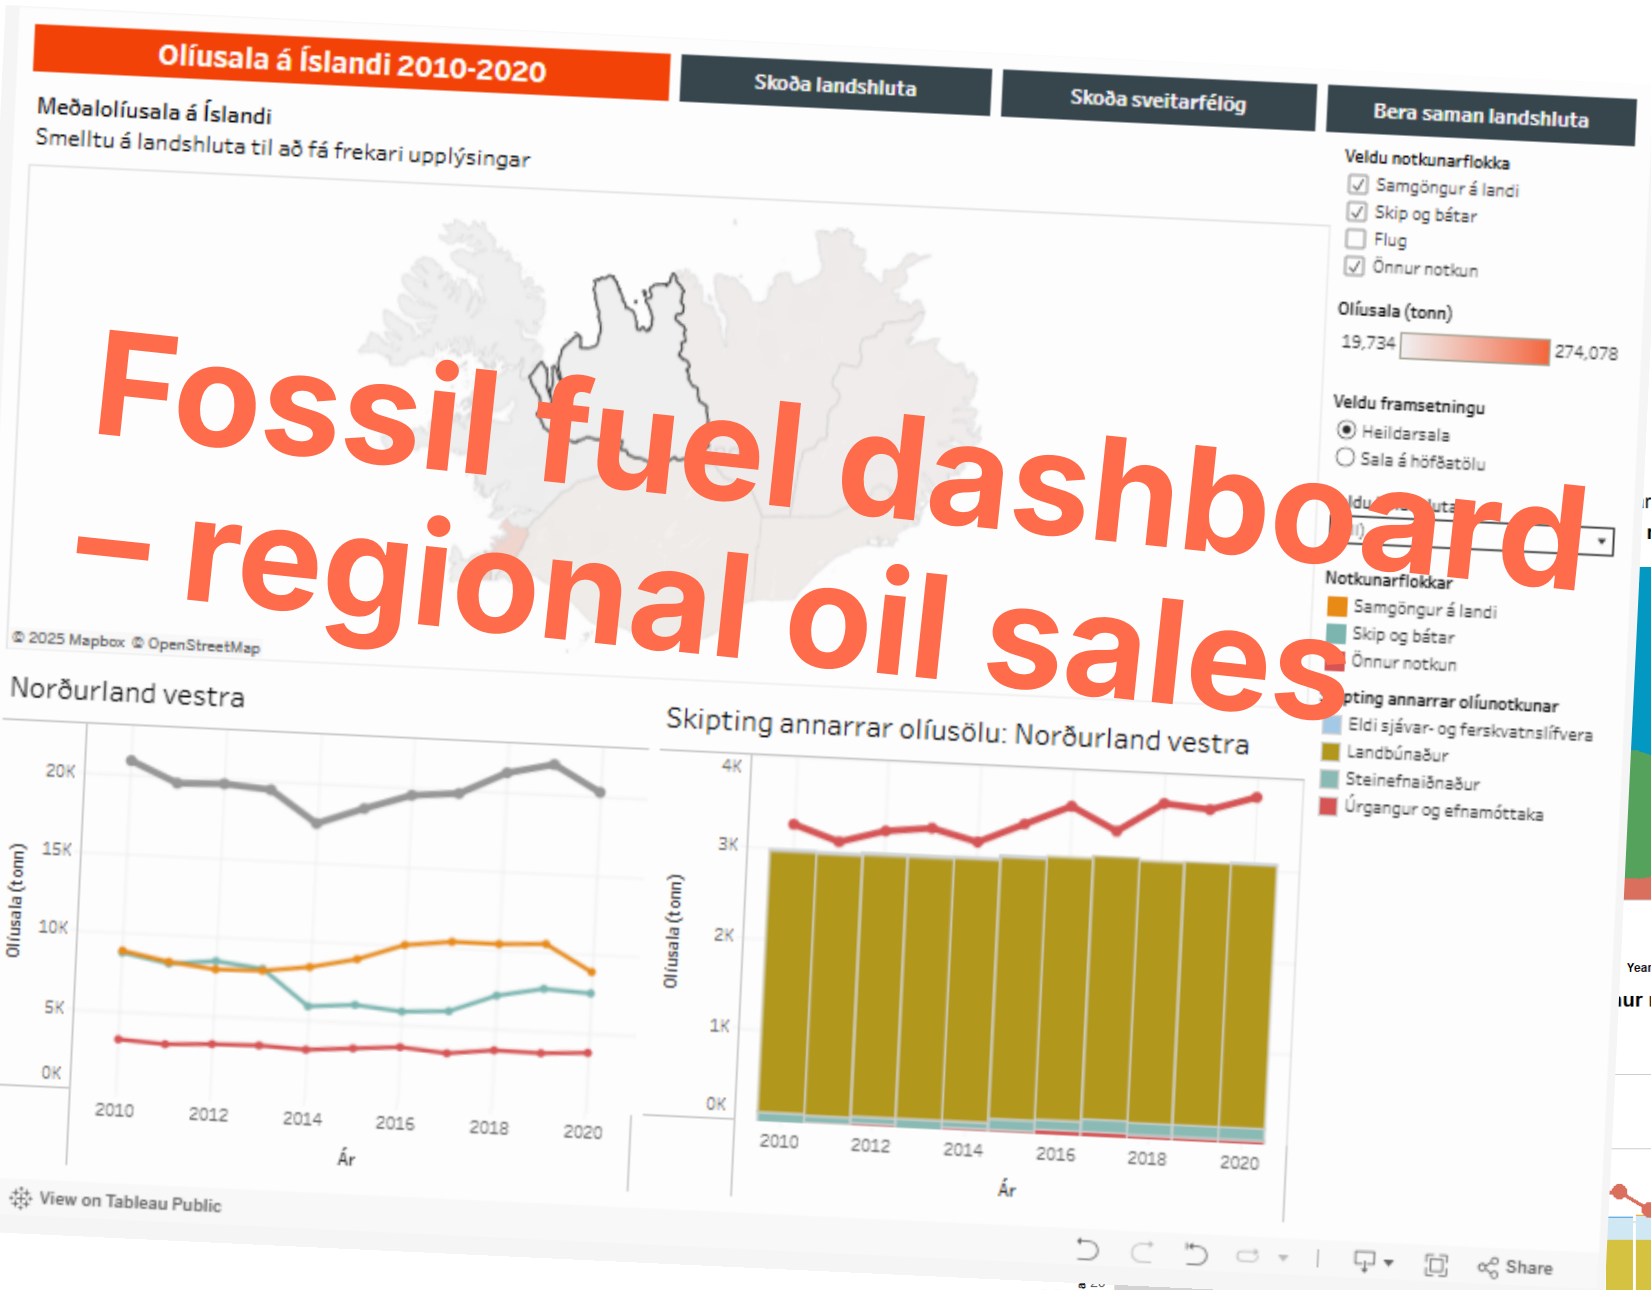 Olíusala á Íslandi 2010-2020
Skoða landshluta
Skoða sveitarfélög
Bera saman landshluta
Meðalolíusala á Íslandi
Smelltu á landshluta til að fá frekari upplýsingar
Veldu notkunarflokka
Samgöngur á landi
Skip og bátar
Flug
Önnur notkun
Olíusala (tonn)
19,734
274,078
Veldu framsetningu
Heildarsala
Sala á höfðatölu
Fossil fuel dashboard
– regional oil sales
Notkunarflokkar
Samgöngur á landi
Skip og bátar
Önnur notkun
annarrar olíunotkunar
Eldi sjávar- og ferskvatnslífvera
Landbúnaður
Steinefnaiðnaður
Úrgangur og efnamóttaka
© 2025 Mapbox © OpenStreetMap
Norðurland vestra
Olíusala (tonn)
20K
15K
10K
5K
0K
2010 2012 2014 2016 2018 2020
Ár
Skipting annarrar olíusölu: Norðurland vestra
Olíusala (tonn)
4K
3K
2K
1K
0K
2010 2012 2014 2016 2018 2020
Ár
View on Tableau Public
Share
Year